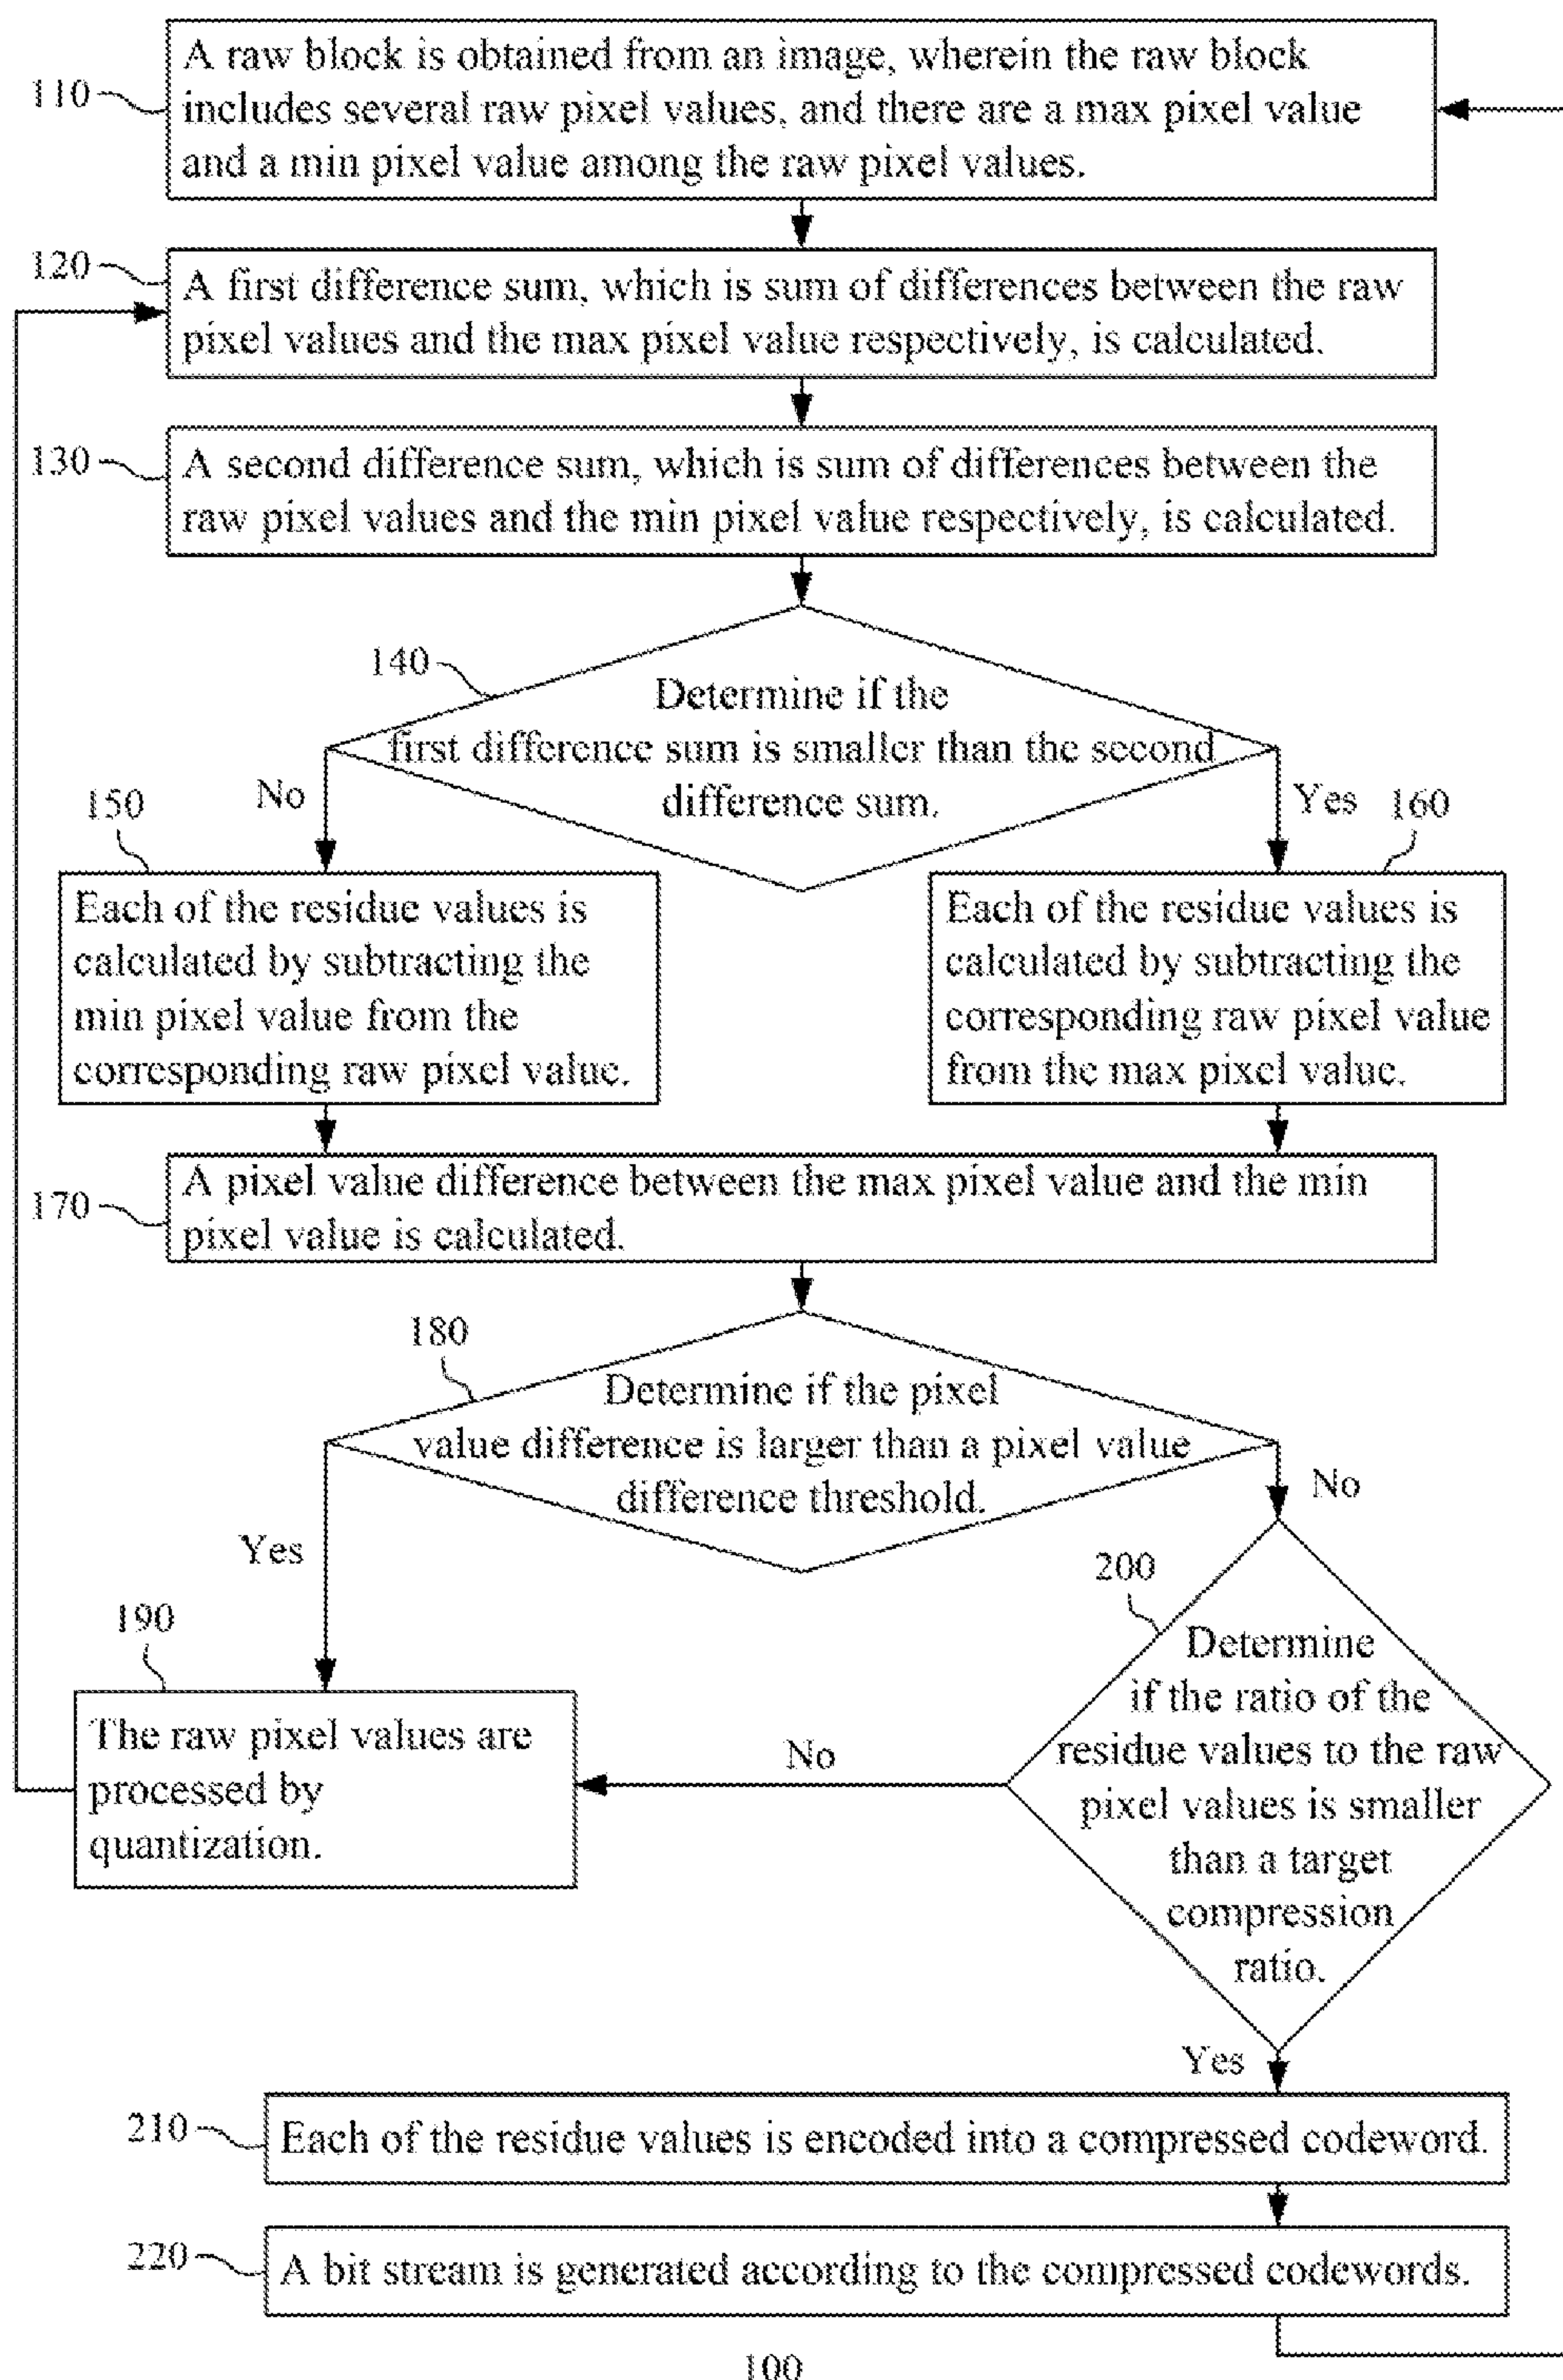 110
A raw block is obtained from an image, wherein the raw block
includes several raw pixel values, and there are a max pixel value
and a min pixel value among the raw pixel values.
120
A first difference sum, which is sum of differences between the raw
pixel values and the max pixel value respectively, is calculated.
130
A second difference sum, which is sum of differences between the
raw pixel values and the min pixel value respectively, is calculated.
140
Determine if the
first difference sum is smaller than the second
difference sum.
No
Yes
150
Each of the residue values is
calculated by subtracting the
min pixel value from the
corresponding raw pixel value.
160
Each of the residue values is
calculated by subtracting the
corresponding raw pixel value
from the max pixel value.
170
A pixel value difference between the max pixel value and the min
pixel value is calculated.
180
Determine if the pixel
value difference is larger than a pixel value
difference threshold.
Yes
No
190
The raw pixel values are
processed by
quantization.
No
200
Determine
if the ratio of the
residue values to the raw
pixel values is smaller
than a target
compression
ratio.
Yes
210
Each of the residue values is encoded into a compressed codeword.
220
A bit stream is generated according to the compressed codewords.
100